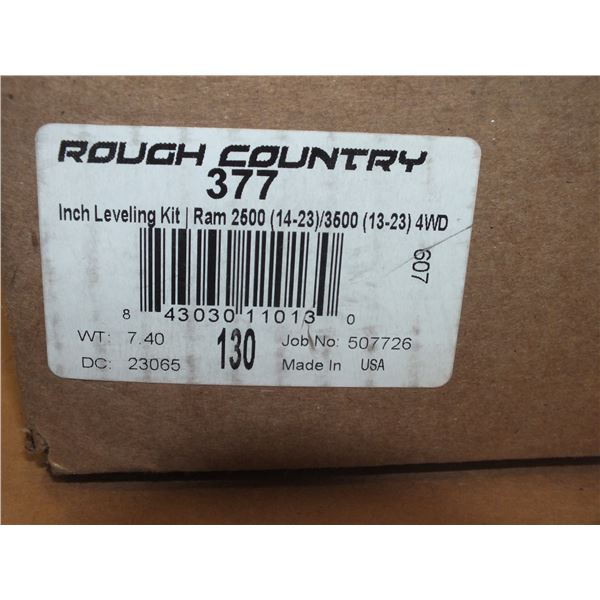 ROUGH COUNTRY
377
Inch Leveling Kit | Ram 2500 (14-23)/3500 (13-23) 4WD
607
8 43030 11013 0
WT: 7.40 130 Job No: 507726
DC: 23065 Made In USA